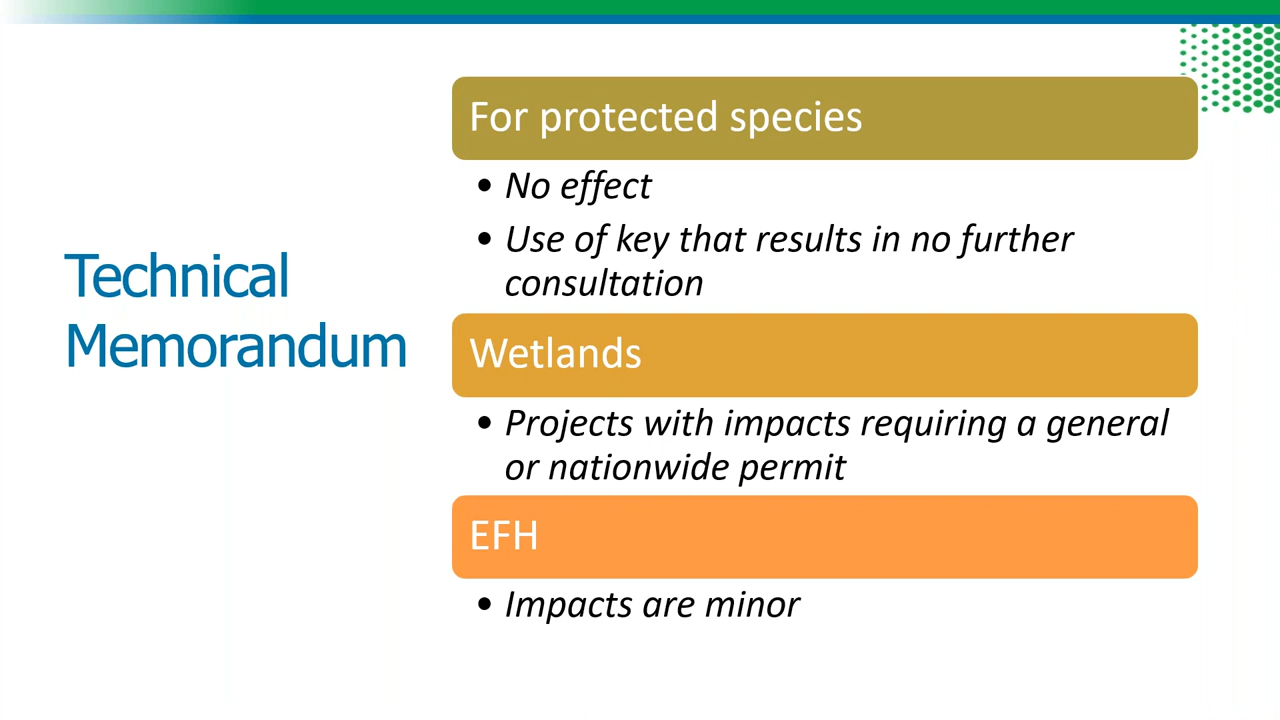 Technical
Memorandum
For protected species
• No effect
• Use of key that results in no further
consultation
Wetlands
• Projects with impacts requiring a general
or nationwide permit
EFH
• Impacts are minor